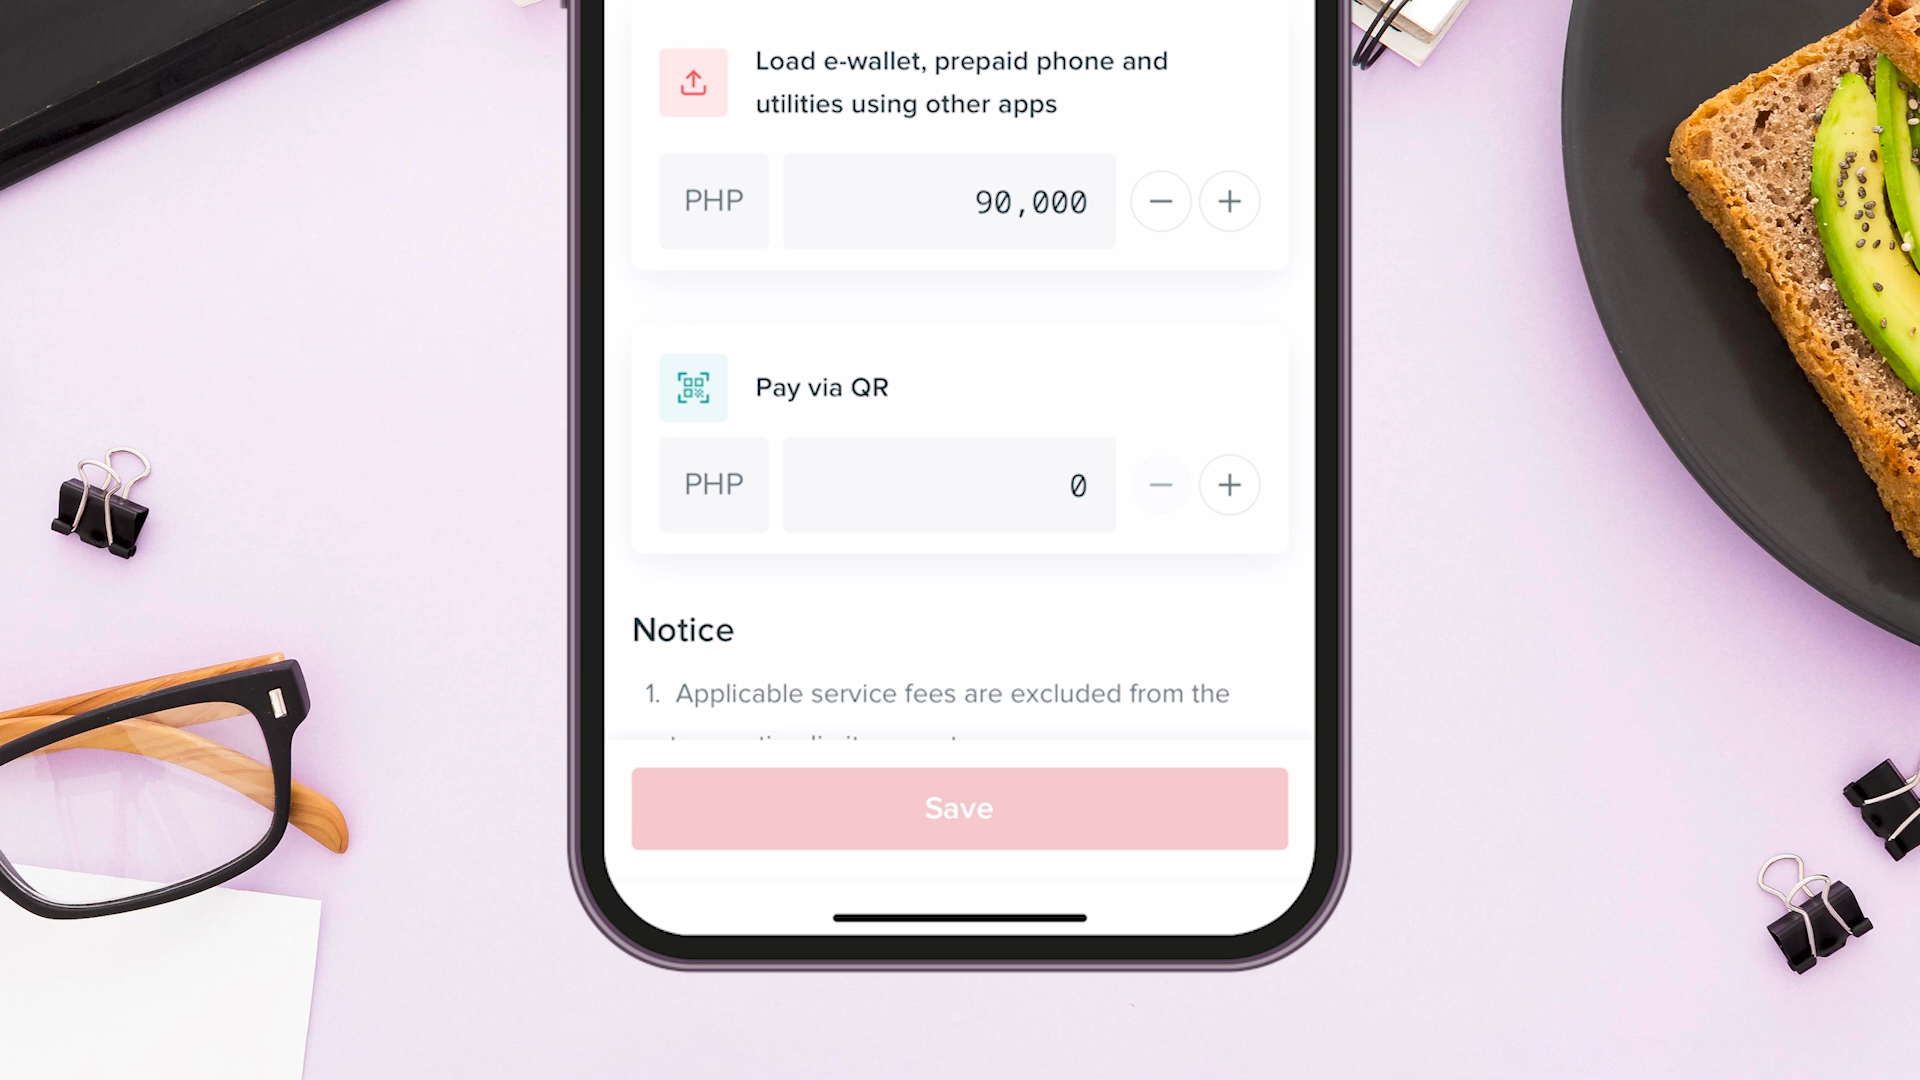 Load e-wallet, prepaid phone and
utilities using other apps
PHP
90,000
Pay via QR
PHP
0
Notice
1. Applicable service fees are excluded from the
Save